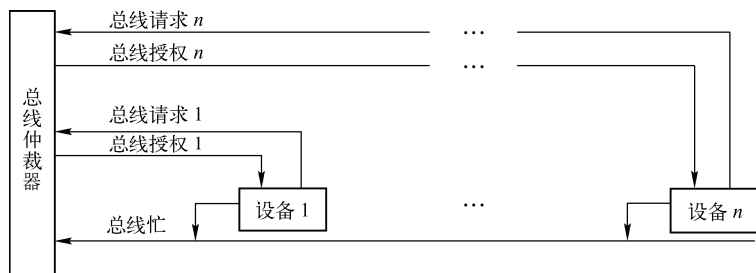 总线请求 n
…
总线授权 n
…
总线仲裁器
总线请求 1
总线授权 1
设备 1
…
设备 n
总线忙